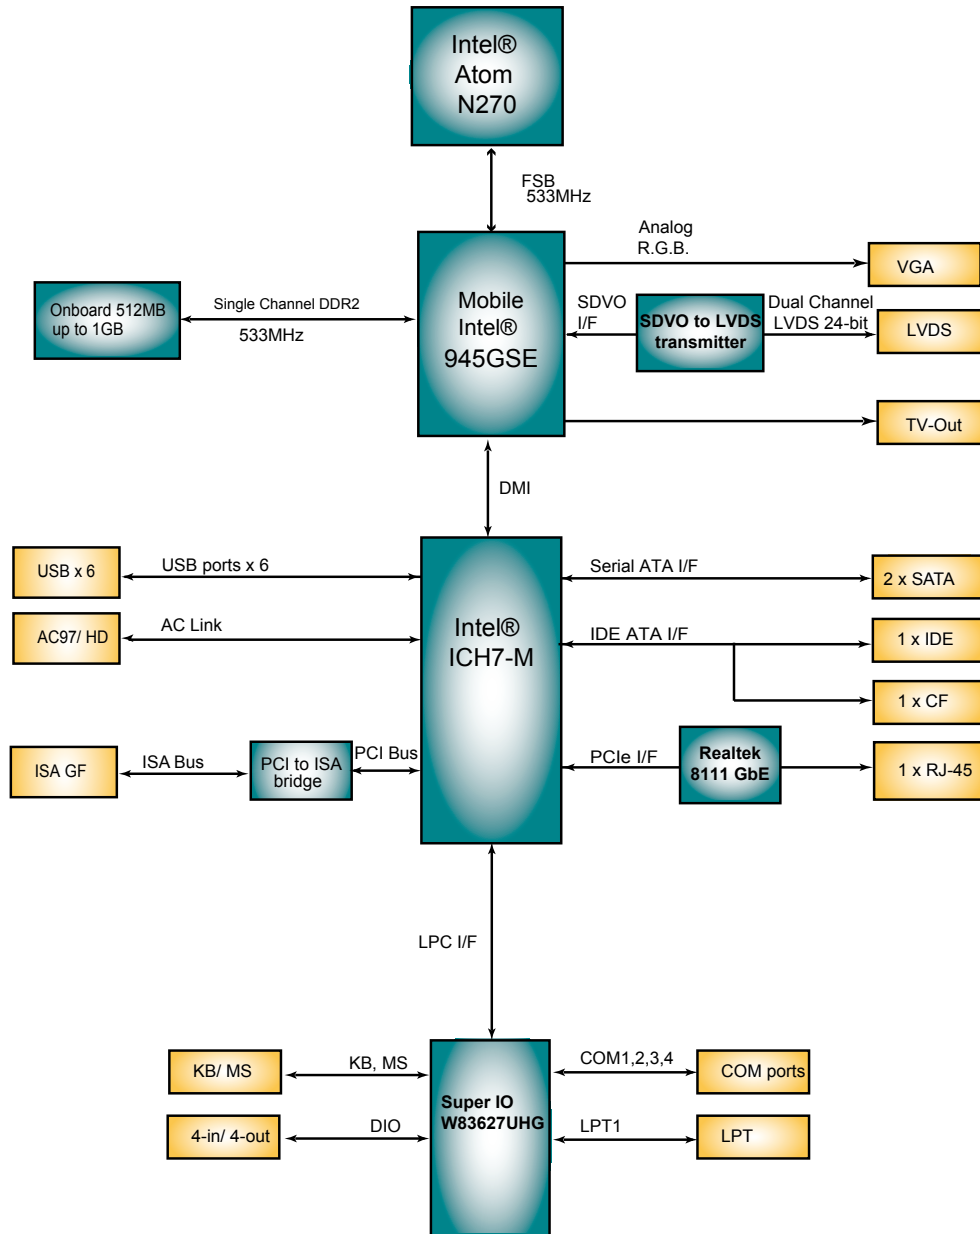 Intel®
Atom
N270
FSB
533MHz
Analog
R.G.B.
VGA
Onboard 512MB
up to 1GB
Single Channel DDR2
533MHz
Mobile
Intel®
945GSE
SDVO
I/F
SDVO to LVDS
transmitter
Dual Channel
LVDS 24-bit
LVDS
TV-Out
DMI
USB x 6
USB ports x 6
Serial ATA I/F
2 x SATA
AC97/ HD
AC Link
Intel®
ICH7-M
IDE ATA I/F
1 x IDE
1 x CF
ISA GF
ISA Bus
PCI to ISA
bridge
PCI Bus
PCIe I/F
Realtek
8111 GbE
1 x RJ-45
LPC I/F
KB/ MS
KB, MS
COM1,2,3,4
COM ports
Super IO
W83627UHG
4-in/ 4-out
DIO
LPT1
LPT